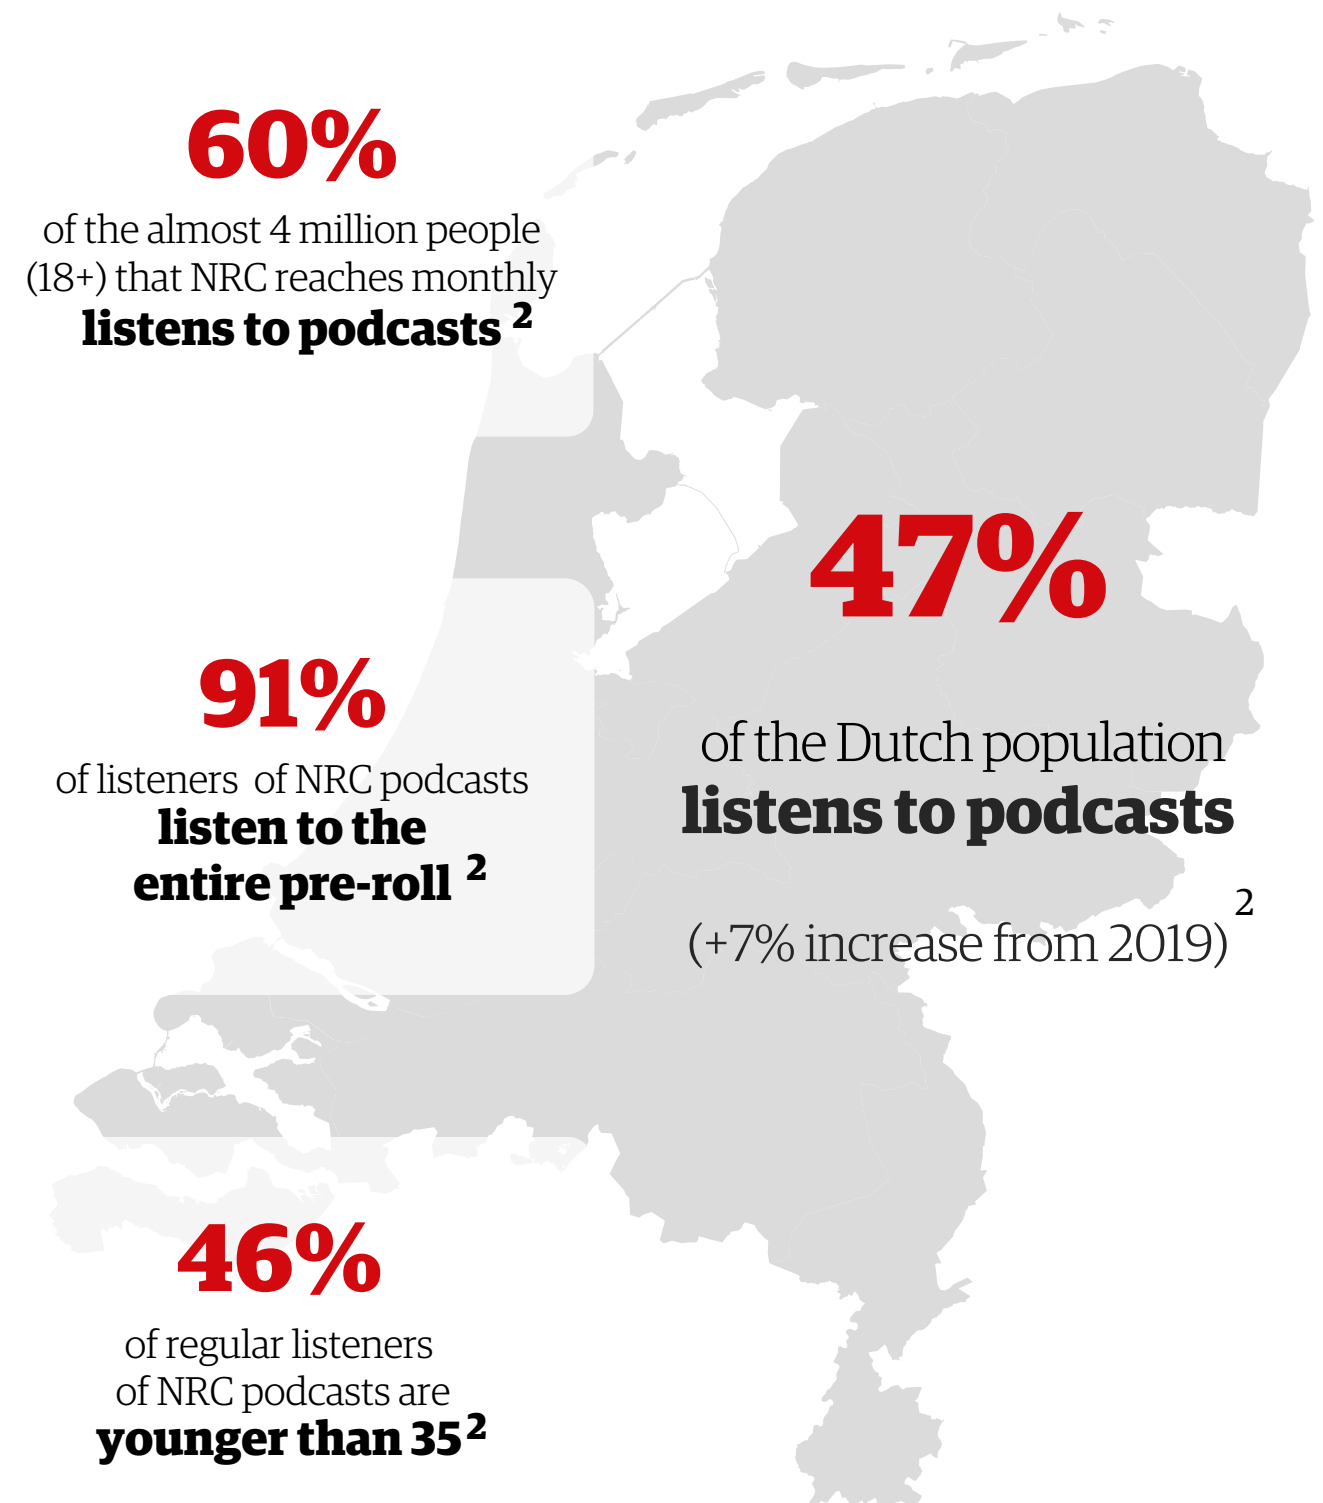 60%
of the almost 4 million people
(18+) that NRC reaches monthly
listens to podcasts 2
47%
of the Dutch population
listens to podcasts
(+7% increase from 2019) 2
91%
of listeners of NRC podcasts
listen to the
entire pre-roll 2
46%
of regular listeners
of NRC podcasts are
younger than 35 2